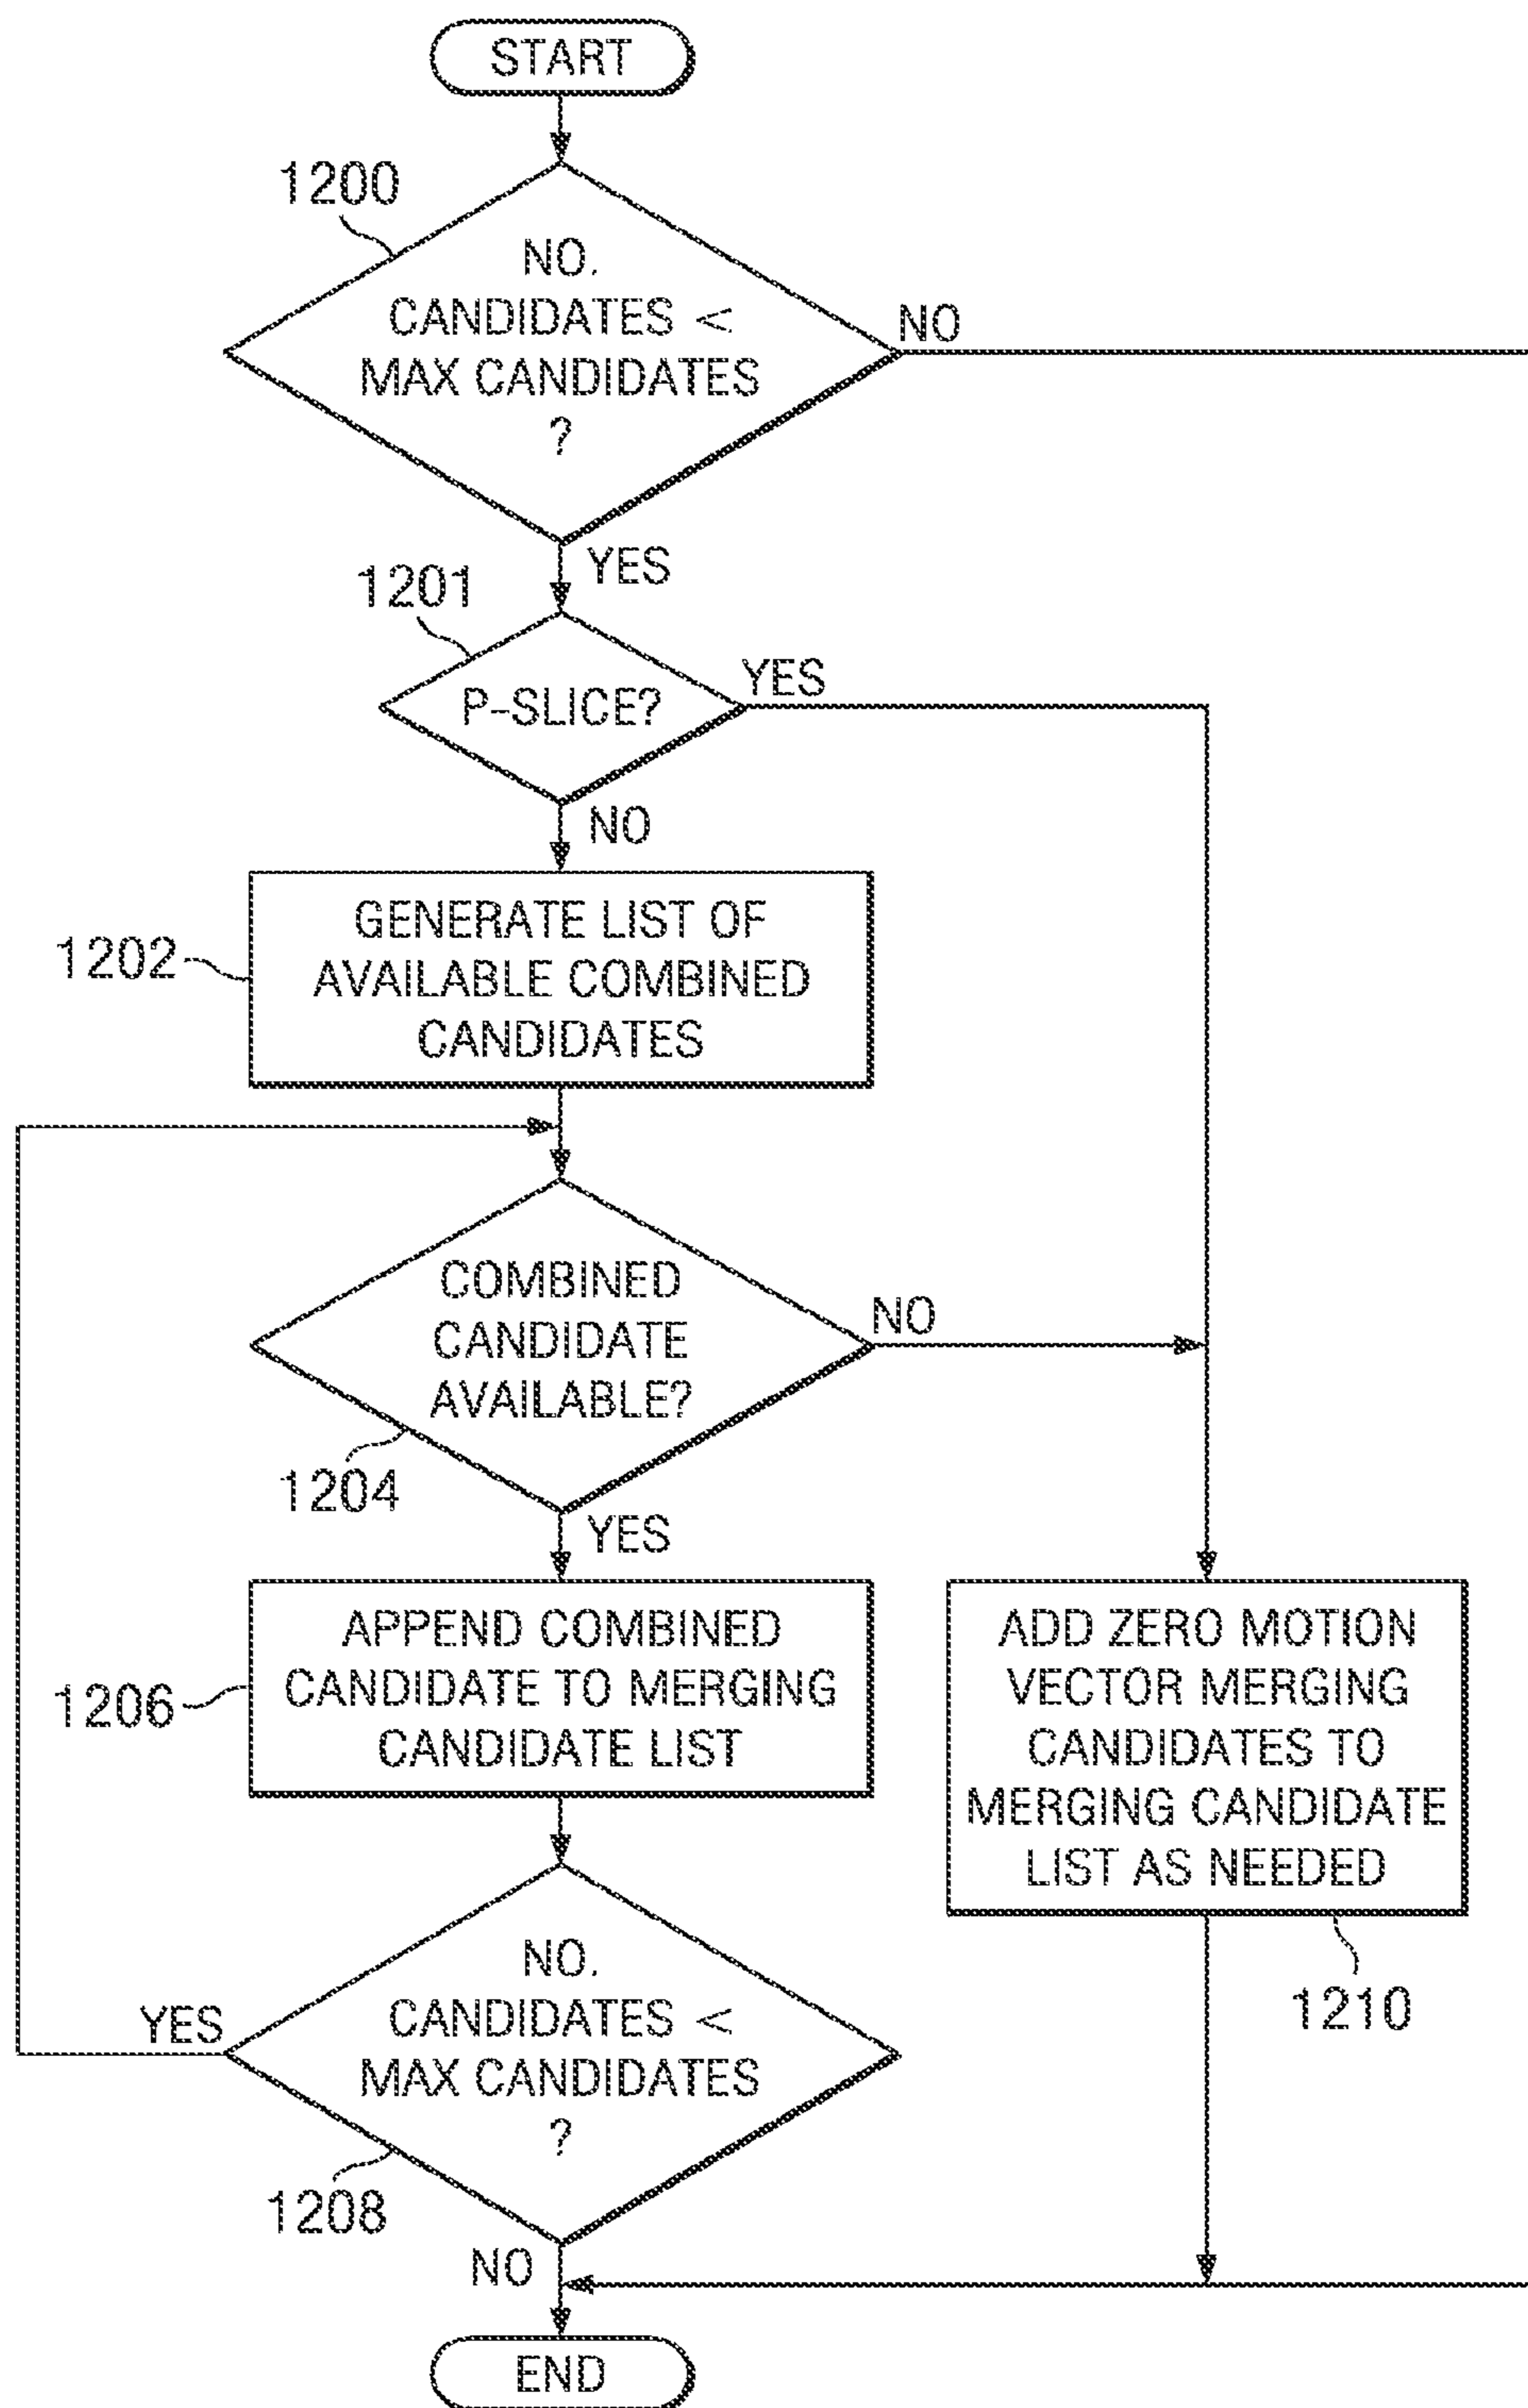 START
1200
NO.
CANDIDATES <
MAX CANDIDATES
?
NO
YES
1201
P-SLICE?
YES
NO
1202
GENERATE LIST OF
AVAILABLE COMBINED
CANDIDATES
COMBINED
CANDIDATE
AVAILABLE?
NO
1204
YES
1206
APPEND COMBINED
CANDIDATE TO MERGING
CANDIDATE LIST
ADD ZERO MOTION
VECTOR MERGING
CANDIDATES TO
MERGING CANDIDATE
LIST AS NEEDED
1210
NO.
CANDIDATES <
MAX CANDIDATES
?
YES
1208
NO
END